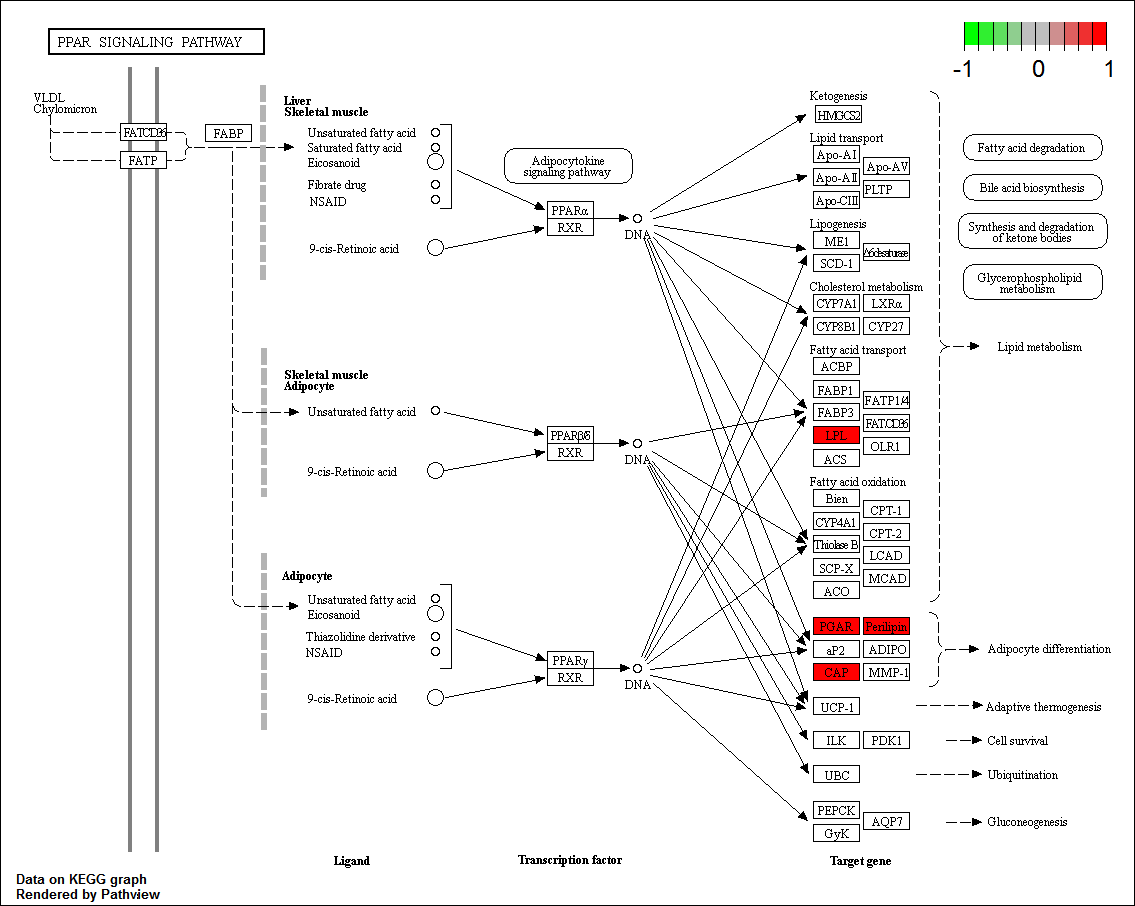 PPAR SIGNALING PATHWAY
-1
0
1
VLDL
Chylomicron
FATCD36
FATP
FABP
Liver
Skeletal muscle
Unsaturated fatty acid
Saturated fatty acid
Eicosanoid
Fibrate drug
NSAID
9-cis-Retinoic acid
Adipocytokine
signaling pathway
PPARα
RXR
DNA
Skeletal muscle
Adipocyte
Unsaturated fatty acid
9-cis-Retinoic acid
PPARβδ
RXR
DNA
Adipocyte
Unsaturated fatty acid
Eicosanoid
Thiazolidine derivative
NSAID
9-cis-Retinoic acid
PPARγ
RXR
DNA
Ketogenesis
HMGCS2
Lipid transport
Apo-AI
Apo-AV
Apo-AII
PLTP
Apo-CIII
Lipogenesis
ME1
SCD-1
Cholesterol metabolism
CYP7A1
LXRα
CYP8B1
CYP27
Fatty acid transport
ACBP
FABP1
FATP1/4
FABP3
FATCD36
LPL
OLR1
ACS
Fatty acid oxidation
Bien
CPT-1
CYP4A1
CPT-2
Thiolase B
LCAD
SCP-X
MCAD
ACO
PGAR
Perilipin
aP2
ADIPO
CAP
MMP-1
UCP-1
ILK
PDK1
UBC
PEPCK
AQP7
GyK
Fatty acid degradation
Bile acid biosynthesis
Synthesis and degradation
of ketone bodies
Glycerophospholipid
metabolism
Lipid metabolism
Adipocyte differentiation
Adaptive thermogenesis
Cell survival
Ubiquitination
Gluconeogenesis
Ligand
Transcription factor
Target gene
Data on KEGG graph
Rendered by Pathview